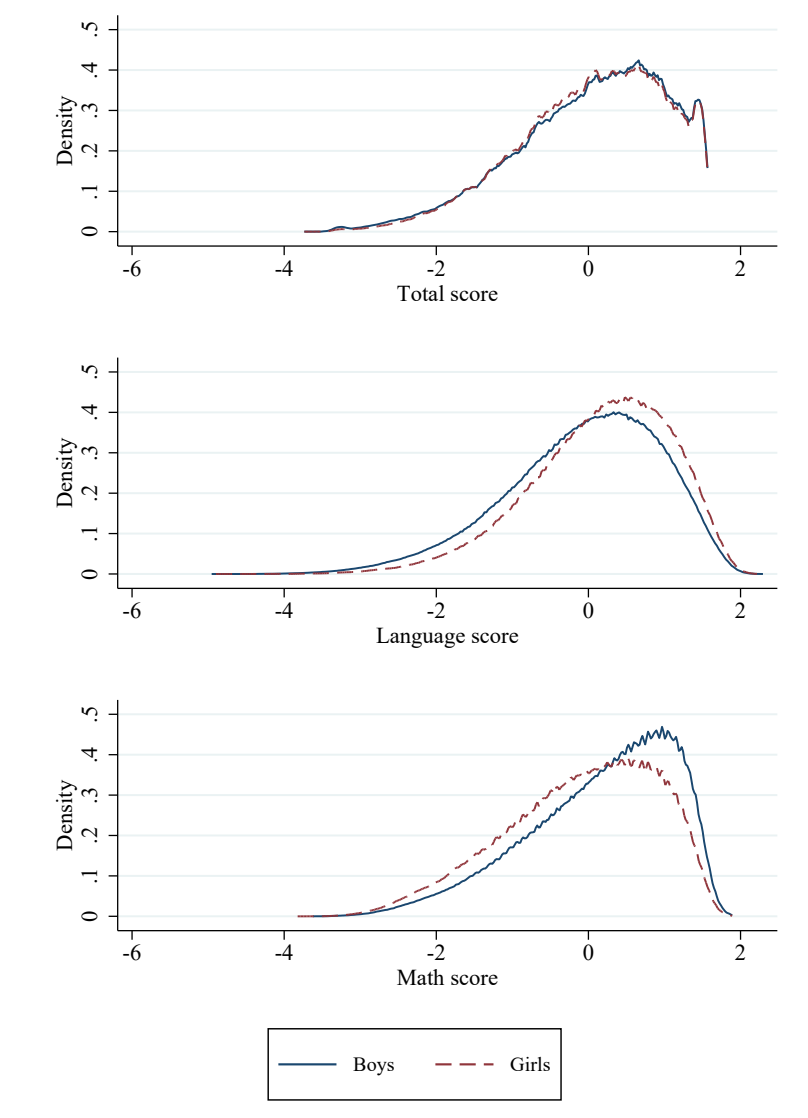 Density
.5
.4
.3
.2
.1
0
-6 -4 -2 0 2
Total score
Density
.5
.4
.3
.2
.1
0
-6 -4 -2 0 2
Language score
Density
.5
.4
.3
.2
.1
0
-6 -4 -2 0 2
Math score
Boys Girls